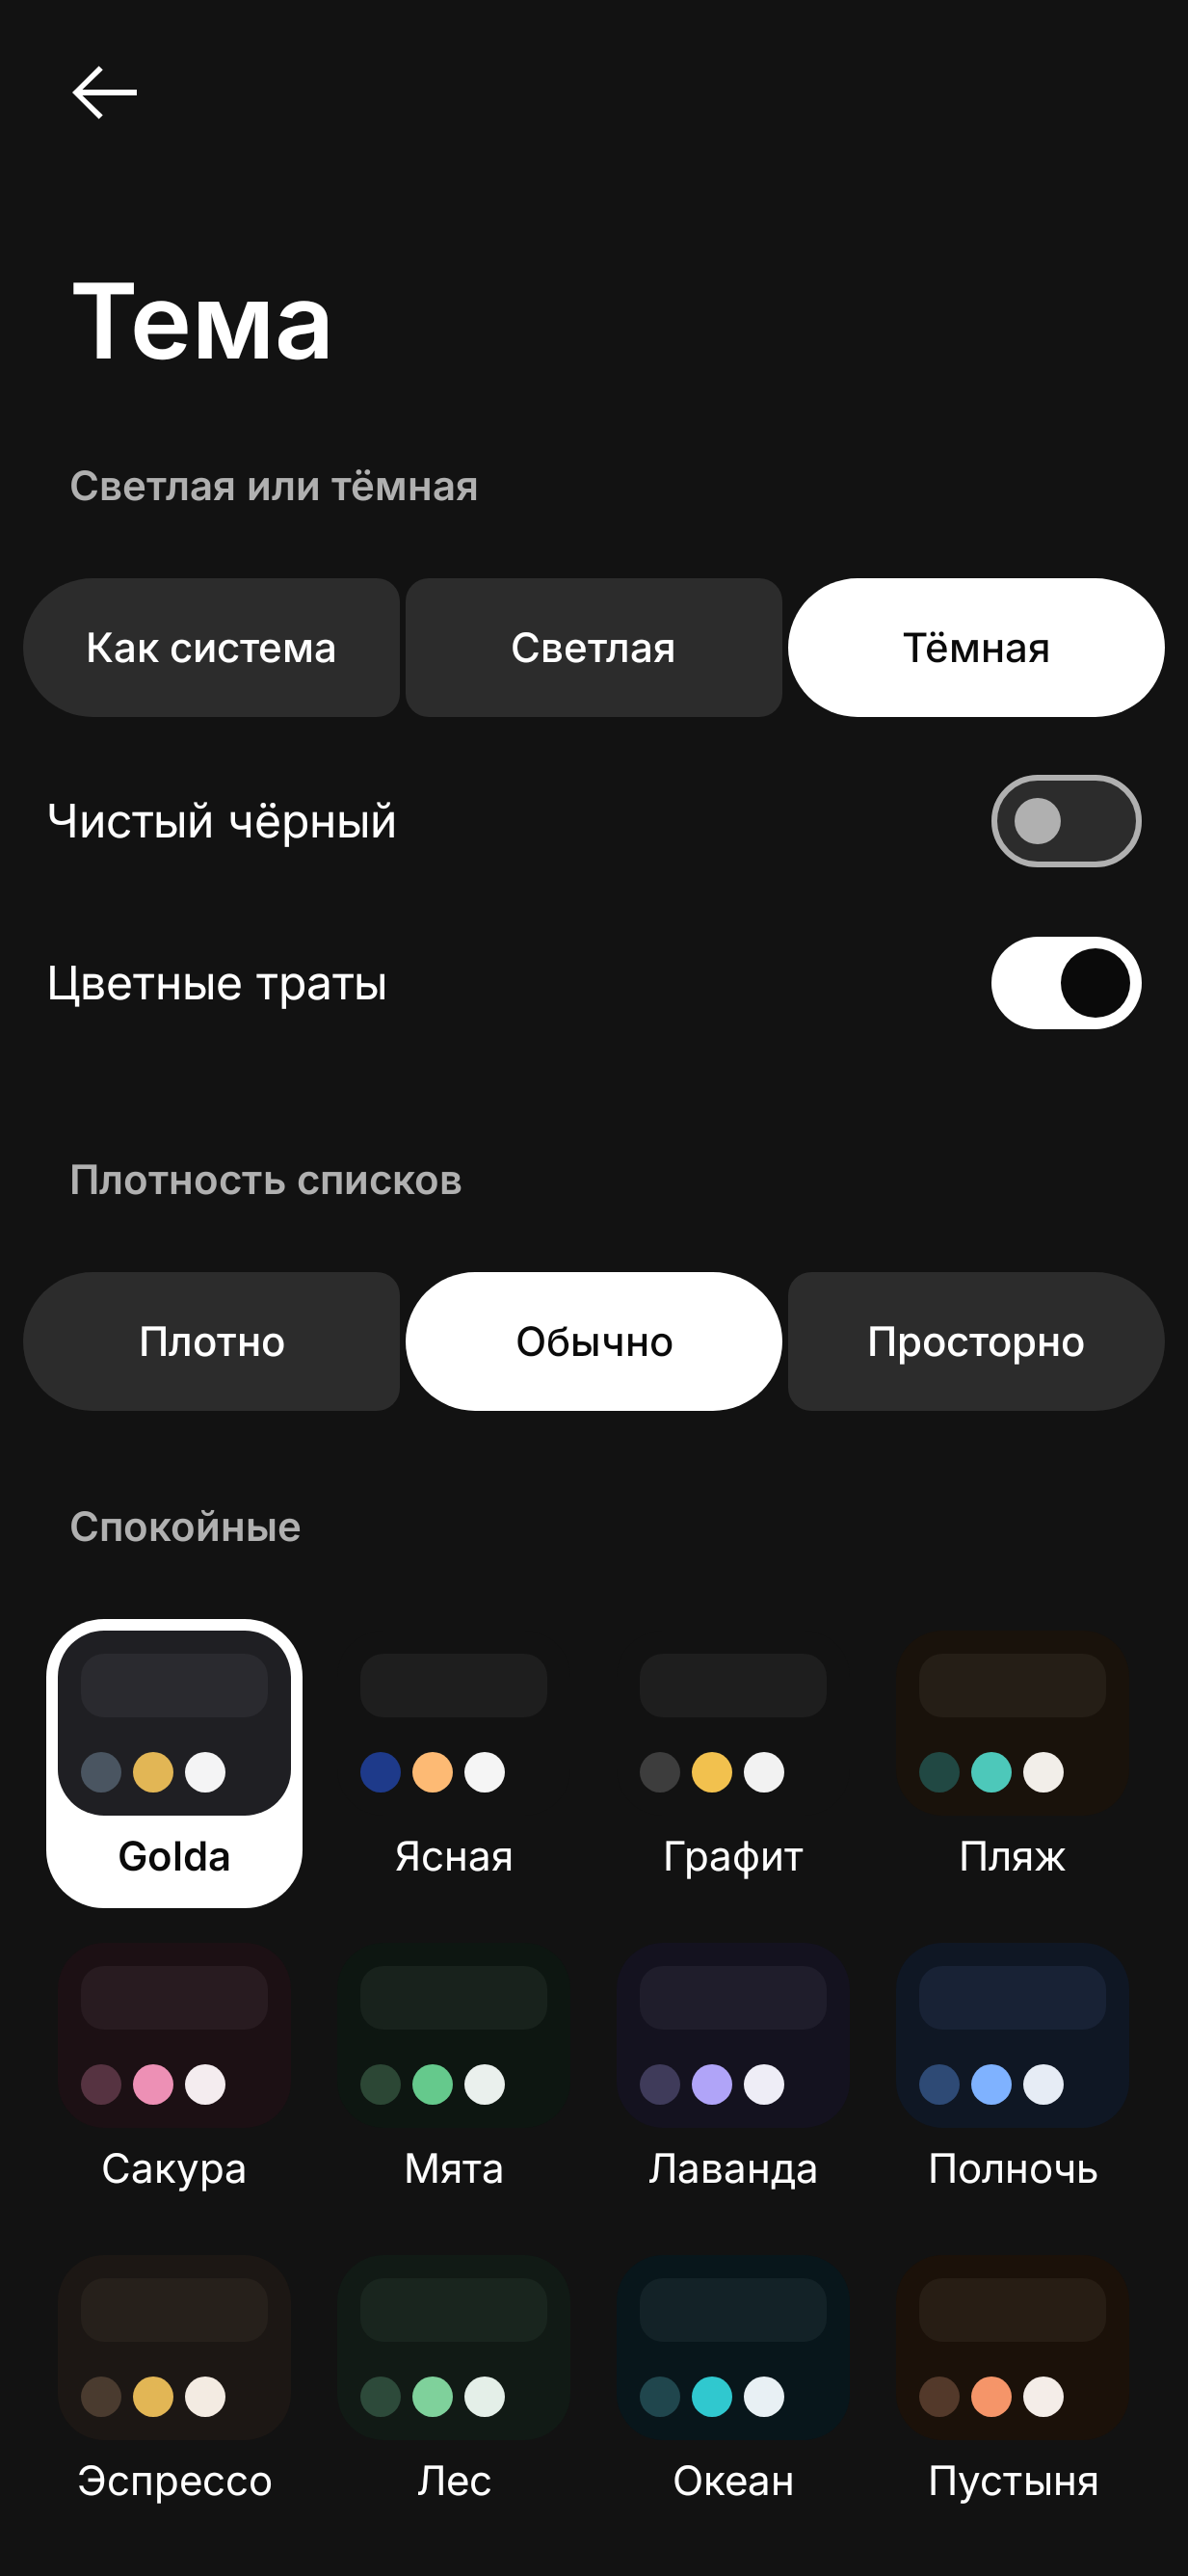 Тема
Светлая или тёмная
Как система
Светлая
Тёмная
Чистый чёрный
Цветные траты
Плотность списков
Плотно
Обычно
Просторно
Спокойные
Golda
Ясная
Графит
Пляж
Сакура
Мята
Лаванда
Полночь
Эспрессо
Лес
Океан
Пустыня